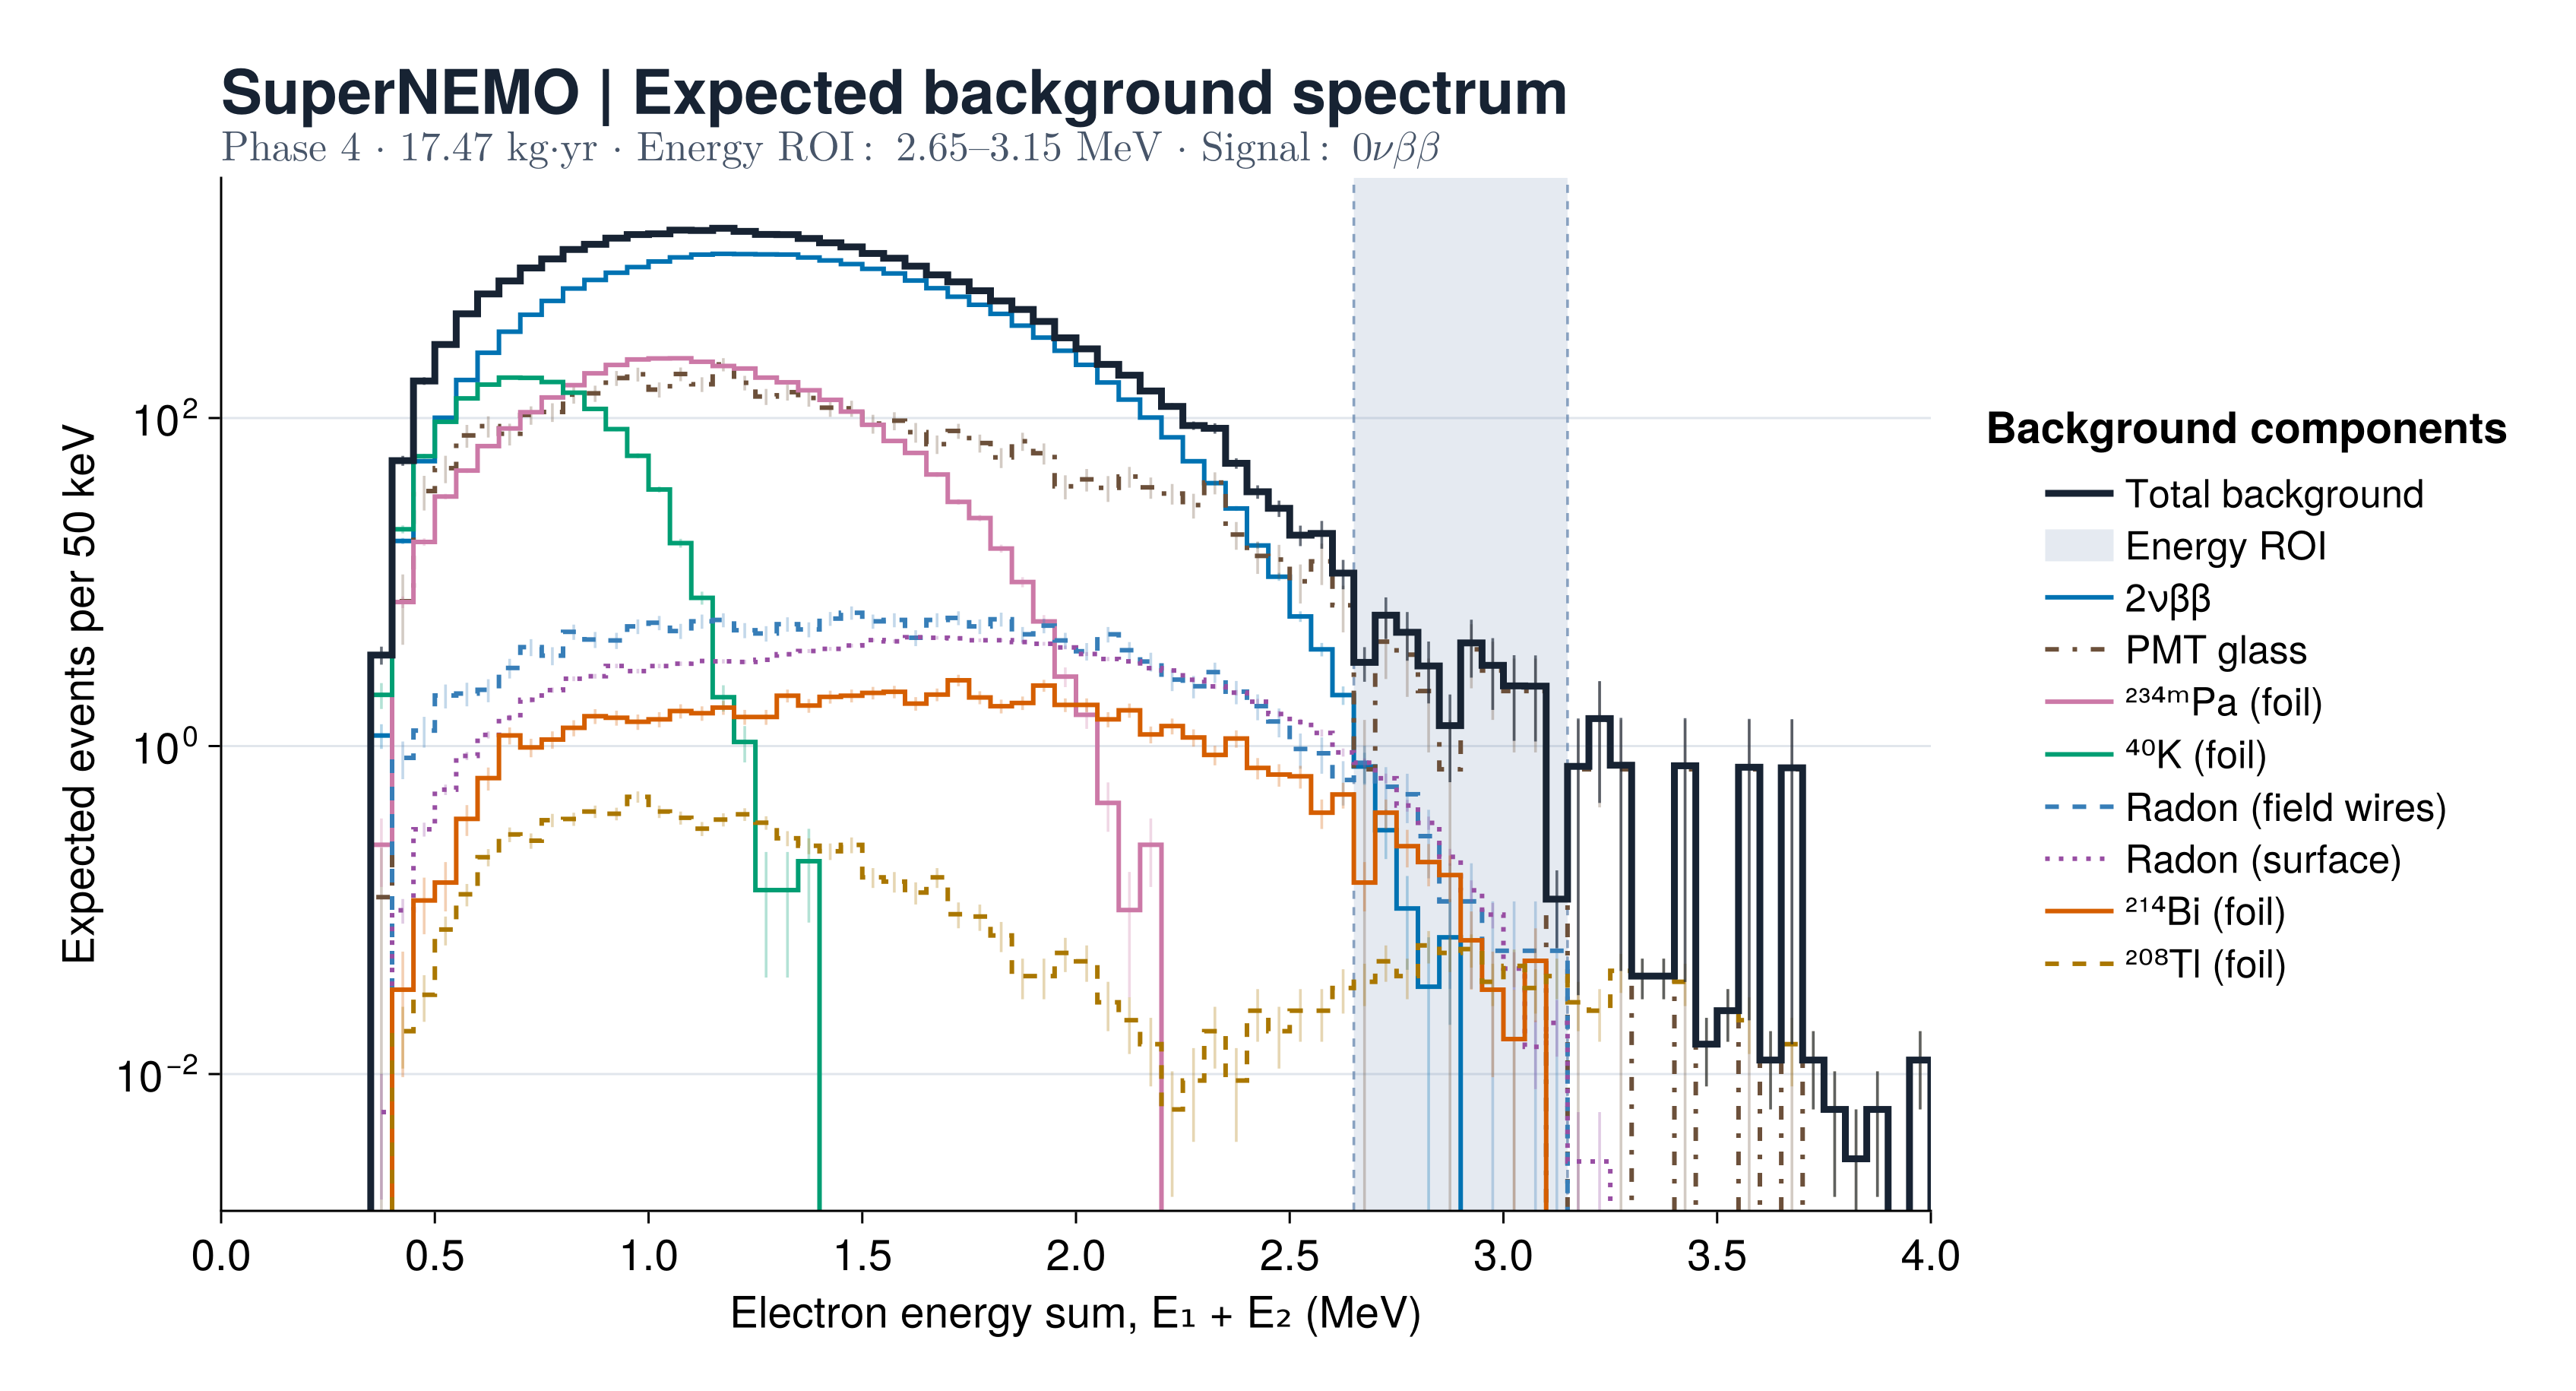 SuperNEMO | Expected background spectrum
Phase 4 · 17.47 kg·yr · Energy ROI: 2.65–3.15 MeV · Signal: 0νββ
Expected events per 50 keV
10²
10⁰
10⁻²
0.0 0.5 1.0 1.5 2.0 2.5 3.0 3.5 4.0
Electron energy sum, E₁ + E₂ (MeV)
Background components
Total background
Energy ROI
2νββ
PMT glass
²³⁴ᵐPa (foil)
⁴⁰K (foil)
Radon (field wires)
Radon (surface)
²¹⁴Bi (foil)
²⁰⁸Tl (foil)